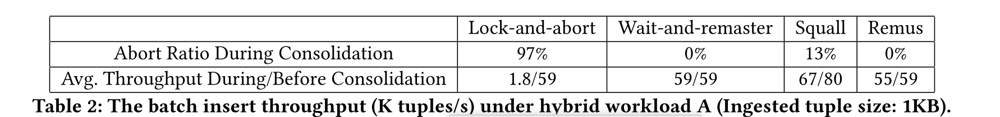 Lock-and-abort Wait-and-remaster Squall Remus
Abort Ratio During Consolidation 97% 0% 13% 0%
Avg. Throughput During/Before Consolidation 1.8/59 59/59 67/80 55/59
Table 2: The batch insert throughput (K tuples/s) under hybrid workload A (Ingested tuple size: 1KB).